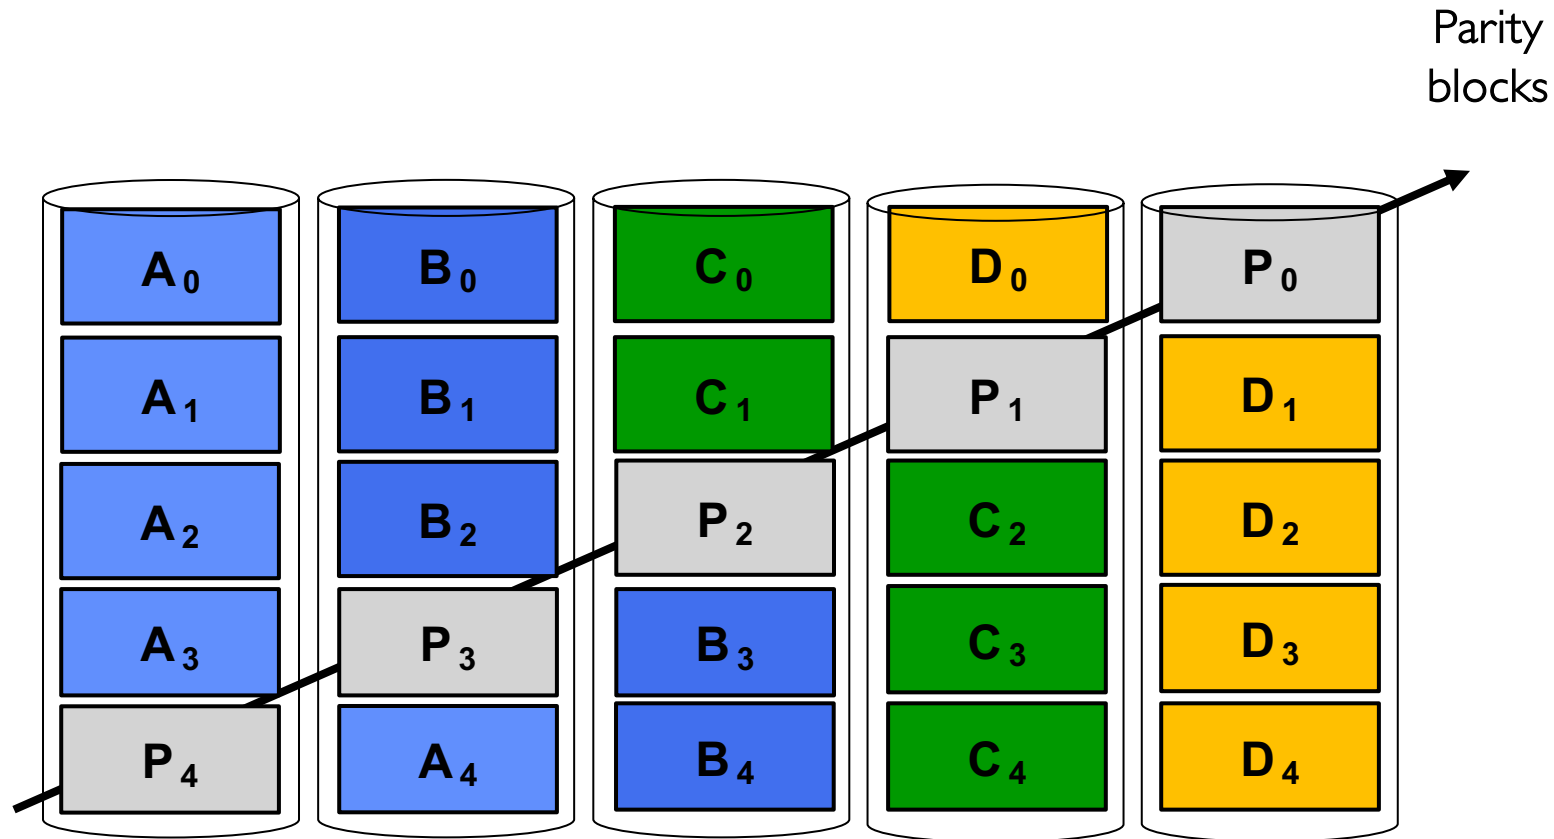 Parity
blocks
A0 B0 C0 D0 P0
A1 B1 C1 P1 D1
A2 B2 P2 C2 D2
A3 P3 B3 C3 D3
P4 A4 B4 C4 D4